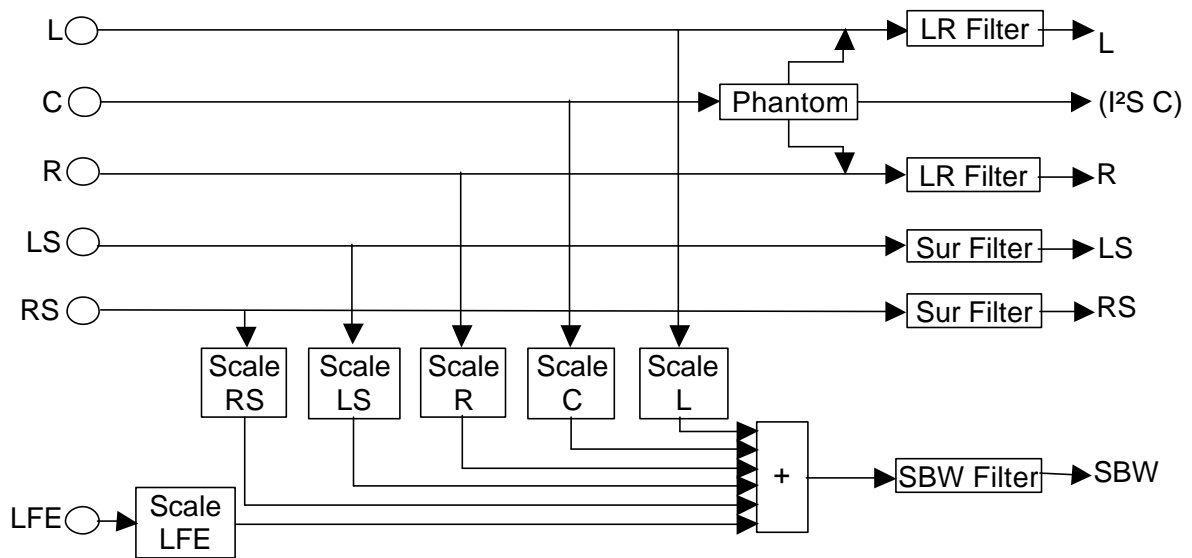 L
LR Filter
L
C
Phantom
(I²S C)
R
LR Filter
R
LS
Sur Filter
LS
RS
Sur Filter
RS
Scale
RS
Scale
LS
Scale
R
Scale
C
Scale
L
+
SBW Filter
SBW
LFE
Scale
LFE